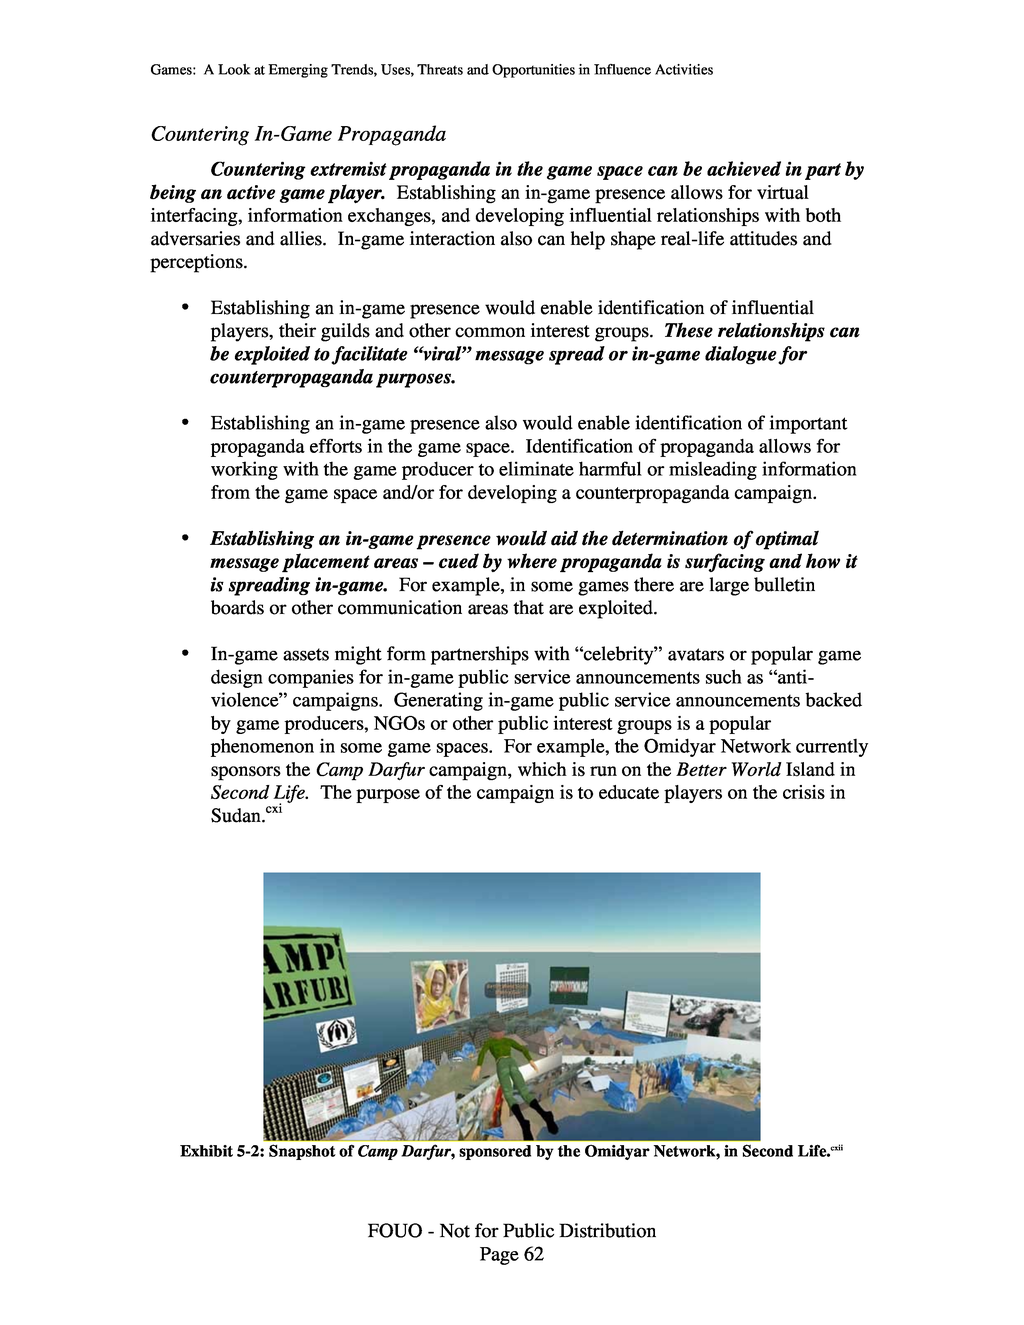 Games: A Look at Emerging Trends, Uses, Threats and Opportunities in Influence Activities
Countering In-Game Propaganda
Countering extremist propaganda in the game space can be achieved in part by
being an active game player. Establishing an in-game presence allows for virtual
interfacing, information exchanges, and developing influential relationships with both
adversaries and allies. In-game interaction also can help shape real-life attitudes and
perceptions.
• Establishing an in-game presence would enable identification of influential
players, their guilds and other common interest groups. These relationships can
be exploited to facilitate “viral” message spread or in-game dialogue for
counterpropaganda purposes.
• Establishing an in-game presence also would enable identification of important
propaganda efforts in the game space. Identification of propaganda allows for
working with the game producer to eliminate harmful or misleading information
from the game space and/or for developing a counterpropaganda campaign.
• Establishing an in-game presence would aid the determination of optimal
message placement areas – cued by where propaganda is surfacing and how it
is spreading in-game. For example, in some games there are large bulletin
boards or other communication areas that are exploited.
• In-game assets might form partnerships with “celebrity” avatars or popular game
design companies for in-game public service announcements such as “anti-
violence” campaigns. Generating in-game public service announcements backed
by game producers, NGOs or other public interest groups is a popular
phenomenon in some game spaces. For example, the Omidyar Network currently
sponsors the Camp Darfur campaign, which is run on the Better World Island in
Second Life. The purpose of the campaign is to educate players on the crisis in
Sudan.cxi
AMP
ARFUR
Exhibit 5-2: Snapshot of Camp Darfur, sponsored by the Omidyar Network, in Second Life.cxii
FOUO - Not for Public Distribution
Page 62